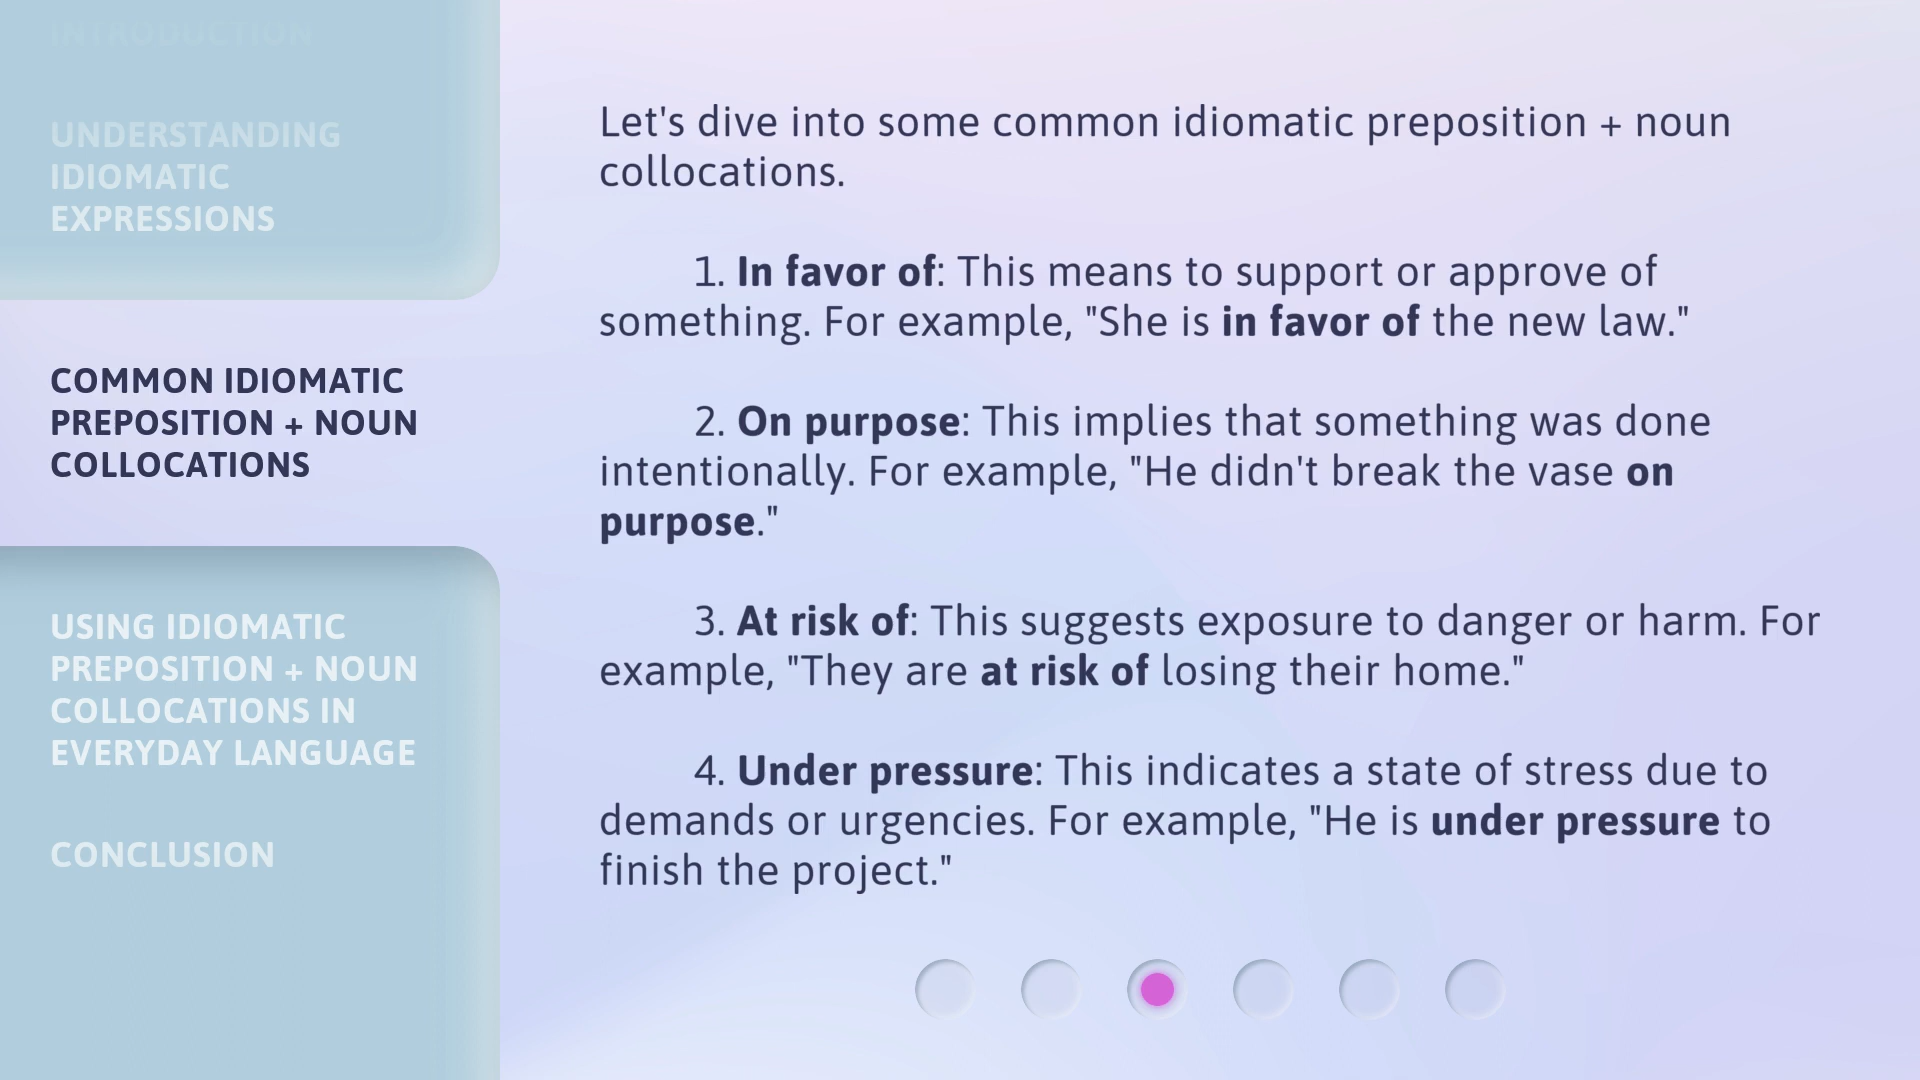 INTRODUCTION
UNDERSTANDING
IDIOMATIC
EXPRESSIONS
COMMON IDIOMATIC
PREPOSITION + NOUN
COLLOCATIONS
USING IDIOMATIC
PREPOSITION + NOUN
COLLOCATIONS IN
EVERYDAY LANGUAGE
CONCLUSION
Let's dive into some common idiomatic preposition + noun
collocations.
1. In favor of: This means to support or approve of
something. For example, "She is in favor of the new law."
2. On purpose: This implies that something was done
intentionally. For example, "He didn't break the vase on
purpose."
3. At risk of: This suggests exposure to danger or harm. For
example, "They are at risk of losing their home."
4. Under pressure: This indicates a state of stress due to
demands or urgencies. For example, "He is under pressure to
finish the project."